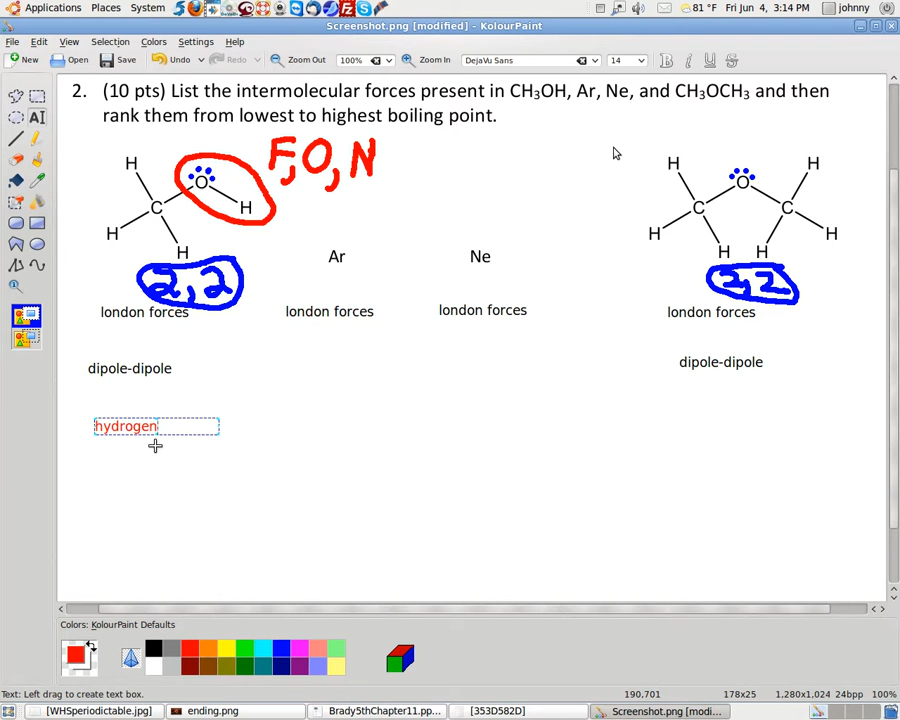 Applications Places System 81 °F Fri Jun 4, 3:14 PM johnny
Screenshot.png [modified] - KolourPaint
File Edit View Selection Colors Settings Help
New Open Save Undo Redo Zoom Out 100% Zoom In DejaVu Sans 14 B i U S
2. (10 pts) List the intermolecular forces present in CH₃OH, Ar, Ne, and CH₃OCH₃ and then
rank them from lowest to highest boiling point.
F, O, N
H O H H O H
C H C C
H H H H H H
Ar Ne
2,2 2,2
london forces london forces london forces london forces
dipole-dipole dipole-dipole
hydrogen
Colors: KolourPaint Defaults
Text: Left drag to create text box. 190,701 178x25 1,280x1,024 24bpp 100%
[WHSperiodictable.jpg] ending.png Brady5thChapter11.pp... [353D582D] Screenshot.png [modi...